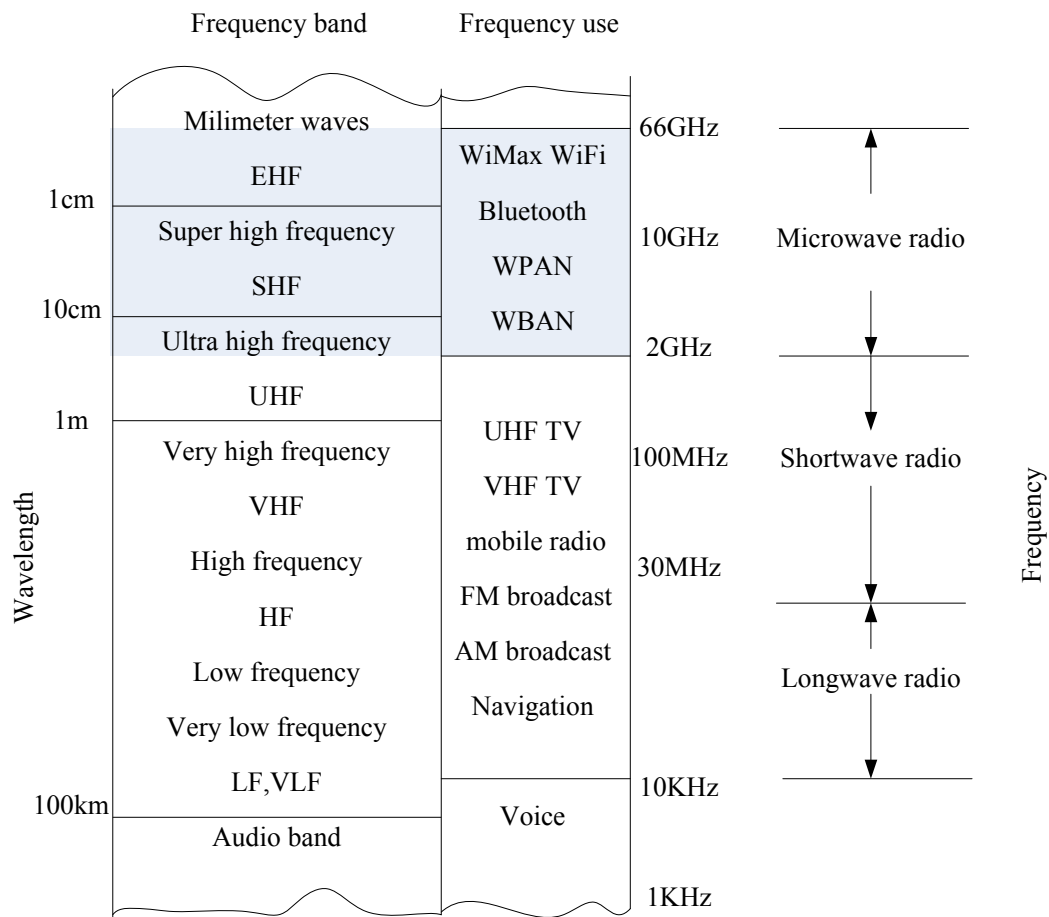 Frequency band
Frequency use
Milimeter waves
66GHz
WiMax WiFi
EHF
1cm
Bluetooth
Super high frequency
10GHz
Microwave radio
WPAN
SHF
10cm
WBAN
Ultra high frequency
2GHz
UHF
1m
UHF TV
Very high frequency
100MHz
Shortwave radio
VHF TV
VHF
Wavelength
Frequency
mobile radio
High frequency
30MHz
FM broadcast
HF
AM broadcast
Low frequency
Longwave radio
Navigation
Very low frequency
LF,VLF
10KHz
100km
Voice
Audio band
1KHz